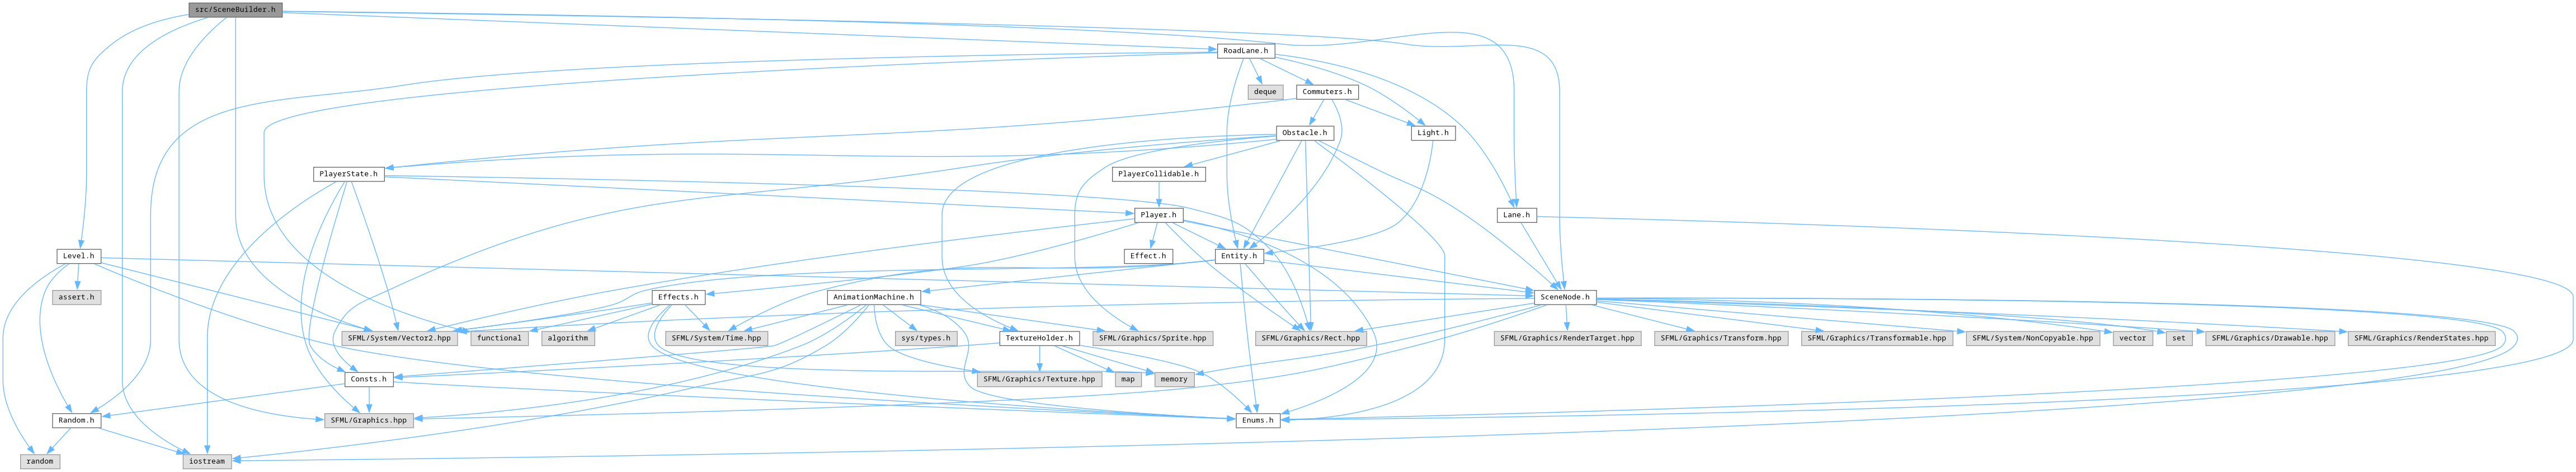 src/SceneBuilder.h
RoadLane.h
deque
Commuters.h
Obstacle.h
Light.h
PlayerState.h
PlayerCollidable.h
Player.h
Lane.h
Level.h
Effect.h
Entity.h
assert.h
Effects.h
AnimationMachine.h
SceneNode.h
SFML/System/Vector2.hpp
functional
algorithm
SFML/System/Time.hpp
sys/types.h
TextureHolder.h
SFML/Graphics/Sprite.hpp
SFML/Graphics/Rect.hpp
SFML/Graphics/RenderTarget.hpp
SFML/Graphics/Transform.hpp
SFML/Graphics/Transformable.hpp
SFML/System/NonCopyable.hpp
vector
set
SFML/Graphics/Drawable.hpp
SFML/Graphics/RenderStates.hpp
Consts.h
SFML/Graphics/Texture.hpp
map
memory
Random.h
SFML/Graphics.hpp
Enums.h
random
iostream